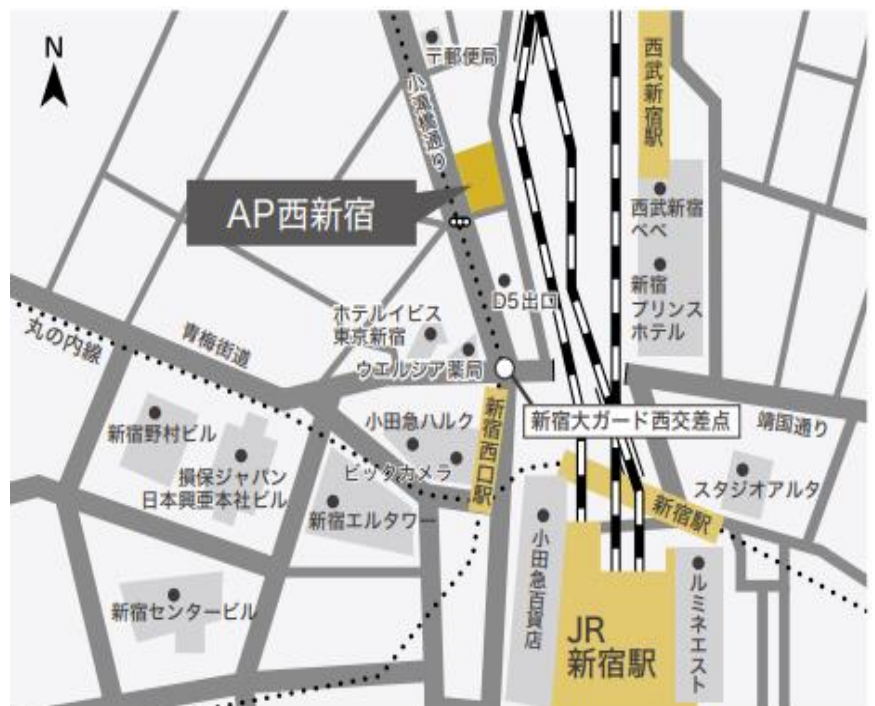 N
〒郵便局
小滝橋通り
西武新宿駅
AP西新宿
西武新宿
ペペ
D5出口
新宿
プリンス
ホテル
ホテルイビス
東京新宿
丸の内線
青梅街道
ウエルシア薬局
新宿大ガード西交差点
靖国通り
新宿西口駅
小田急ハルク
新宿野村ビル
ビックカメラ
損保ジャパン
日本興亜本社ビル
新宿エルタワー
新宿駅
スタジオアルタ
小田急百貨店
新宿センタービル
JR
新宿駅
ルミネエスト